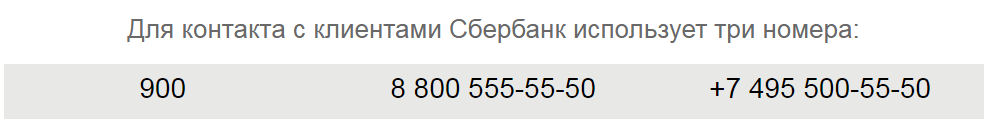 Для контакта с клиентами Сбербанк использует три номера:
900 8 800 555-55-50 +7 495 500-55-50